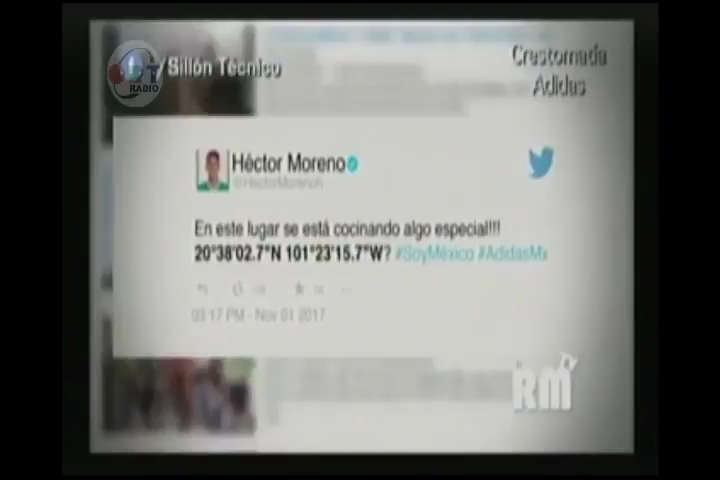 /Sillón Técnico
RADIO
Crestomada
Adidas
Héctor Moreno
En este lugar se está cocinando algo especial!!!
20°38'02.7"N 101°23'15.7"W? #SoyMéxico #AdidasMx
03:17 PM - Nov 01 2017
RM